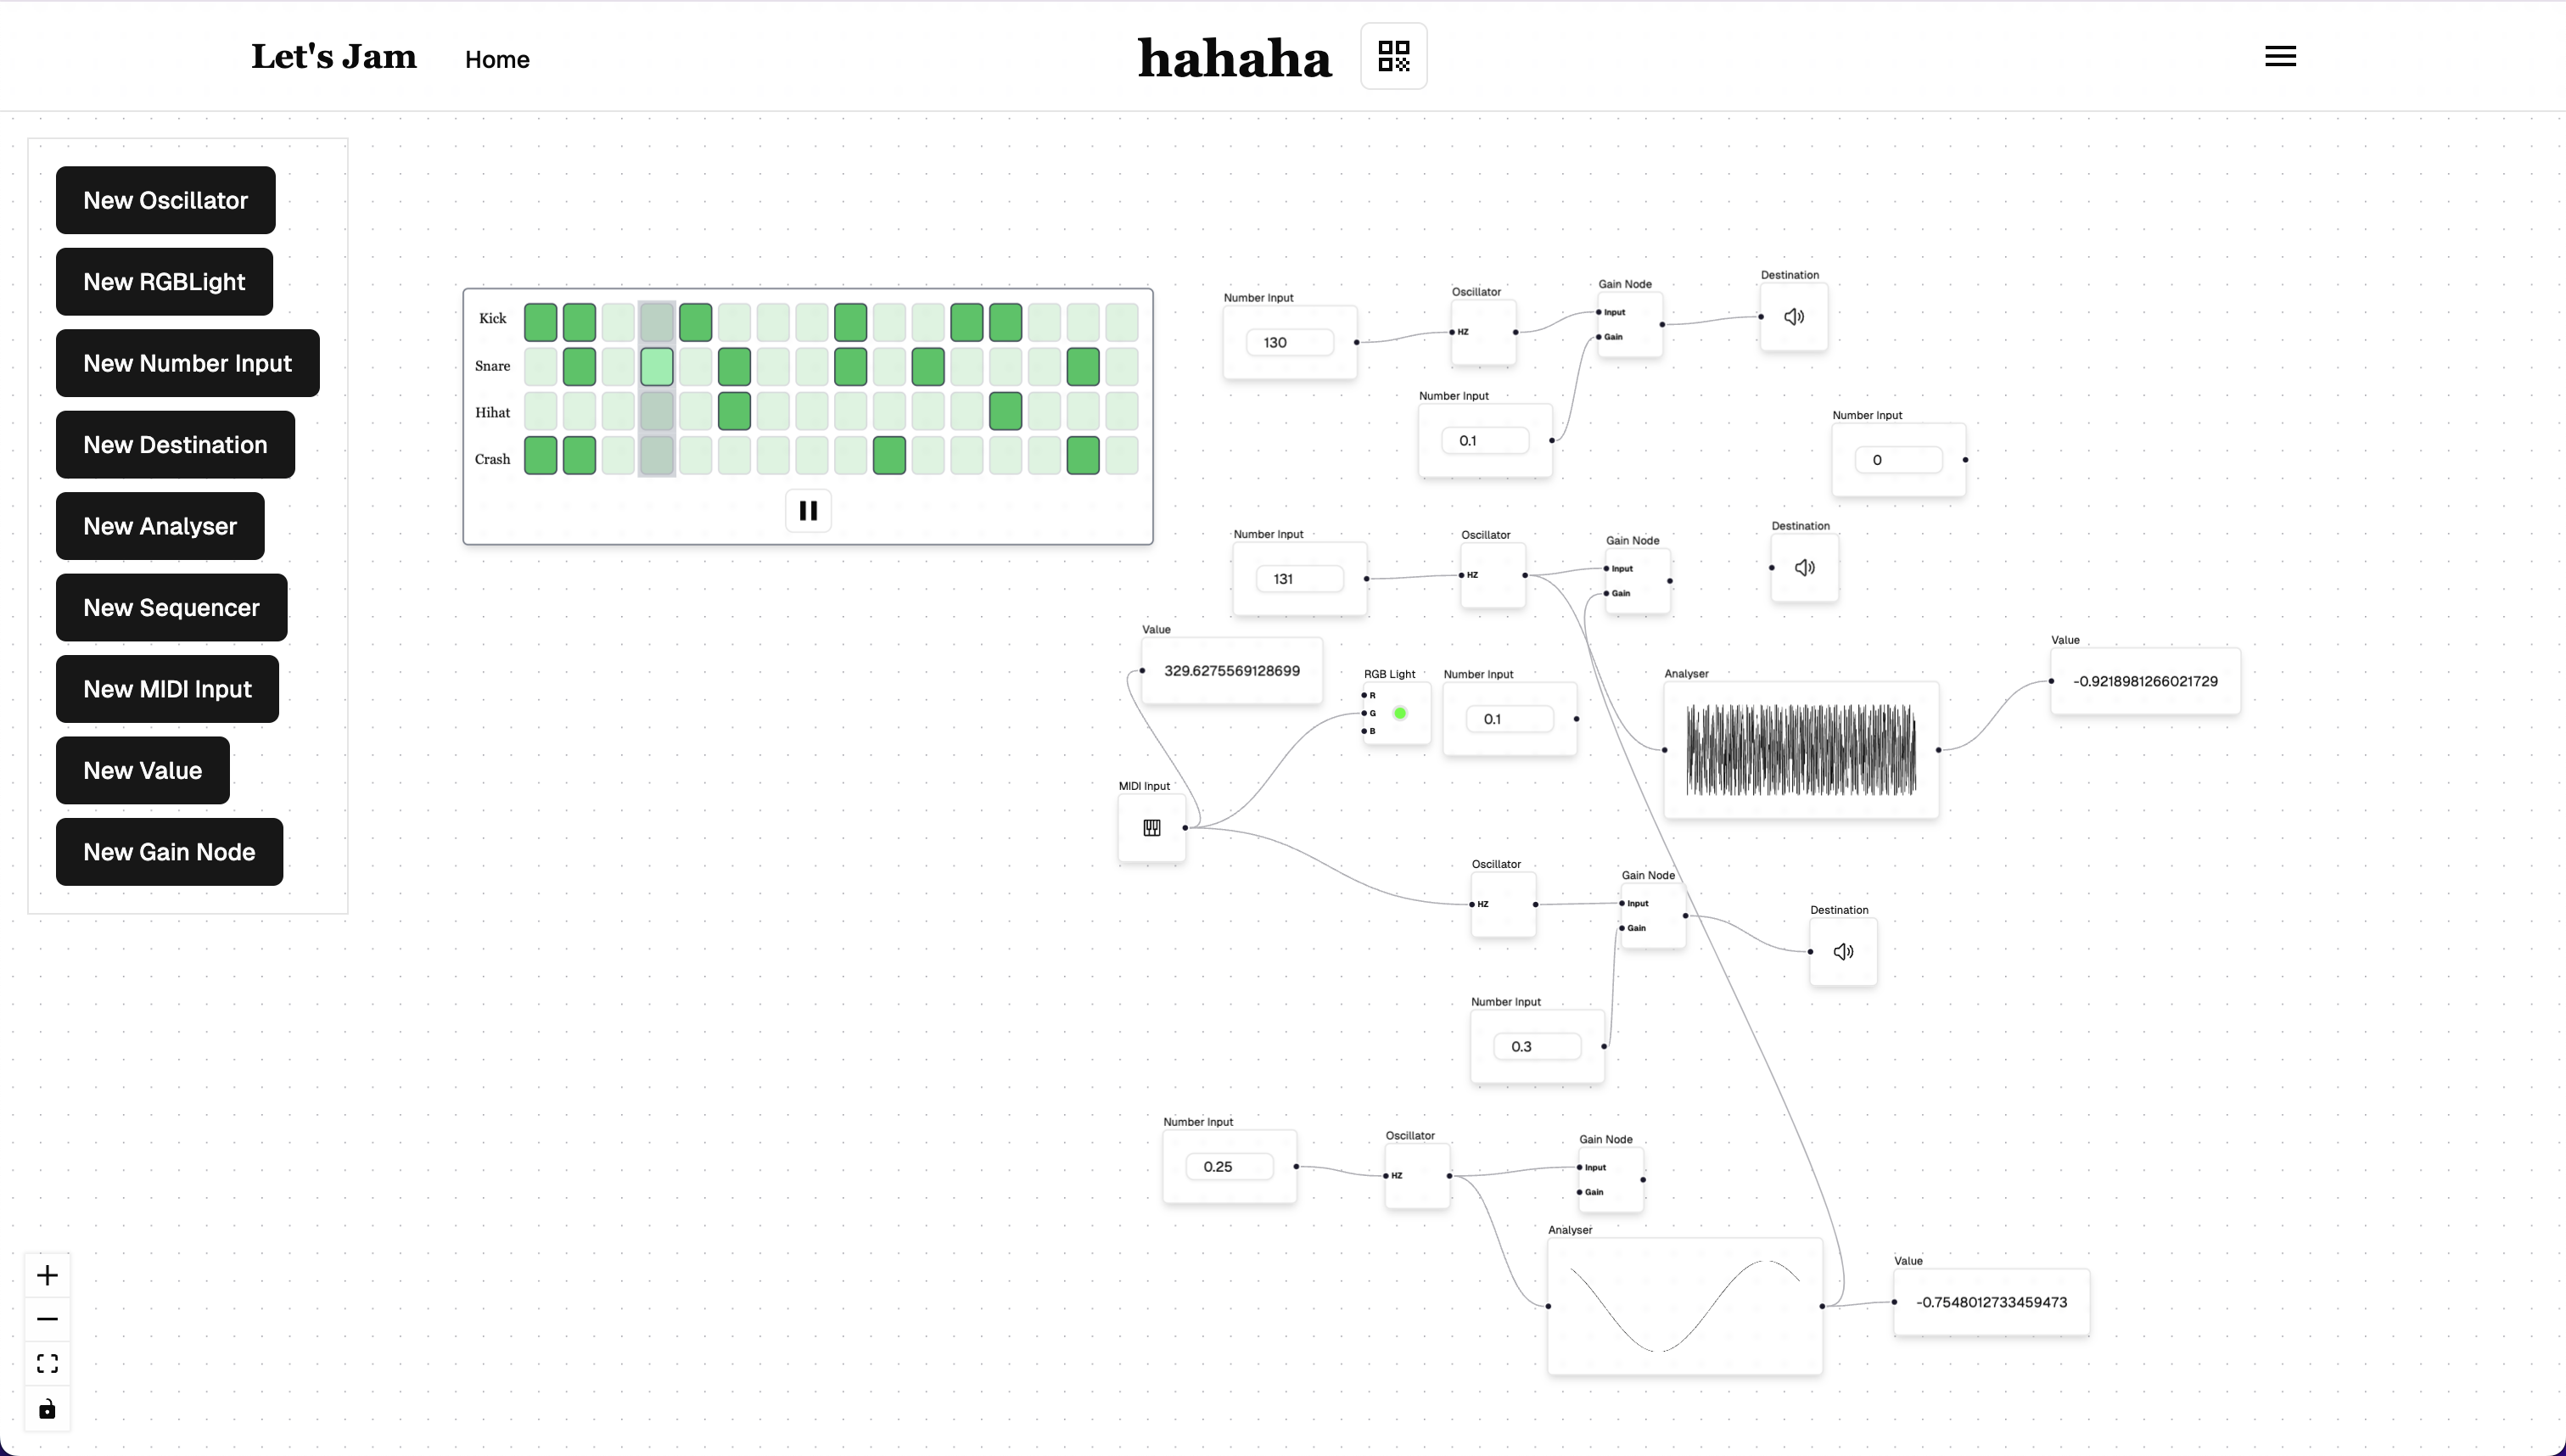 Let's Jam
Home
hahaha
New Oscillator
New RGBLight
New Number Input
New Destination
New Analyser
New Sequencer
New MIDI Input
New Value
New Gain Node
Kick
Snare
Hihat
Crash
Number Input
130
Oscillator
HZ
Gain Node
Input
Gain
Destination
Number Input
0.1
Number Input
0
Number Input
131
Oscillator
HZ
Gain Node
Input
Gain
Destination
Value
329.6275569128699
RGB Light
R
G
B
Number Input
0.1
Analyser
Value
-0.9218981266021729
MIDI Input
Oscillator
HZ
Gain Node
Input
Gain
Destination
Number Input
0.3
Number Input
0.25
Oscillator
HZ
Gain Node
Input
Gain
Analyser
Value
-0.7548012733459473